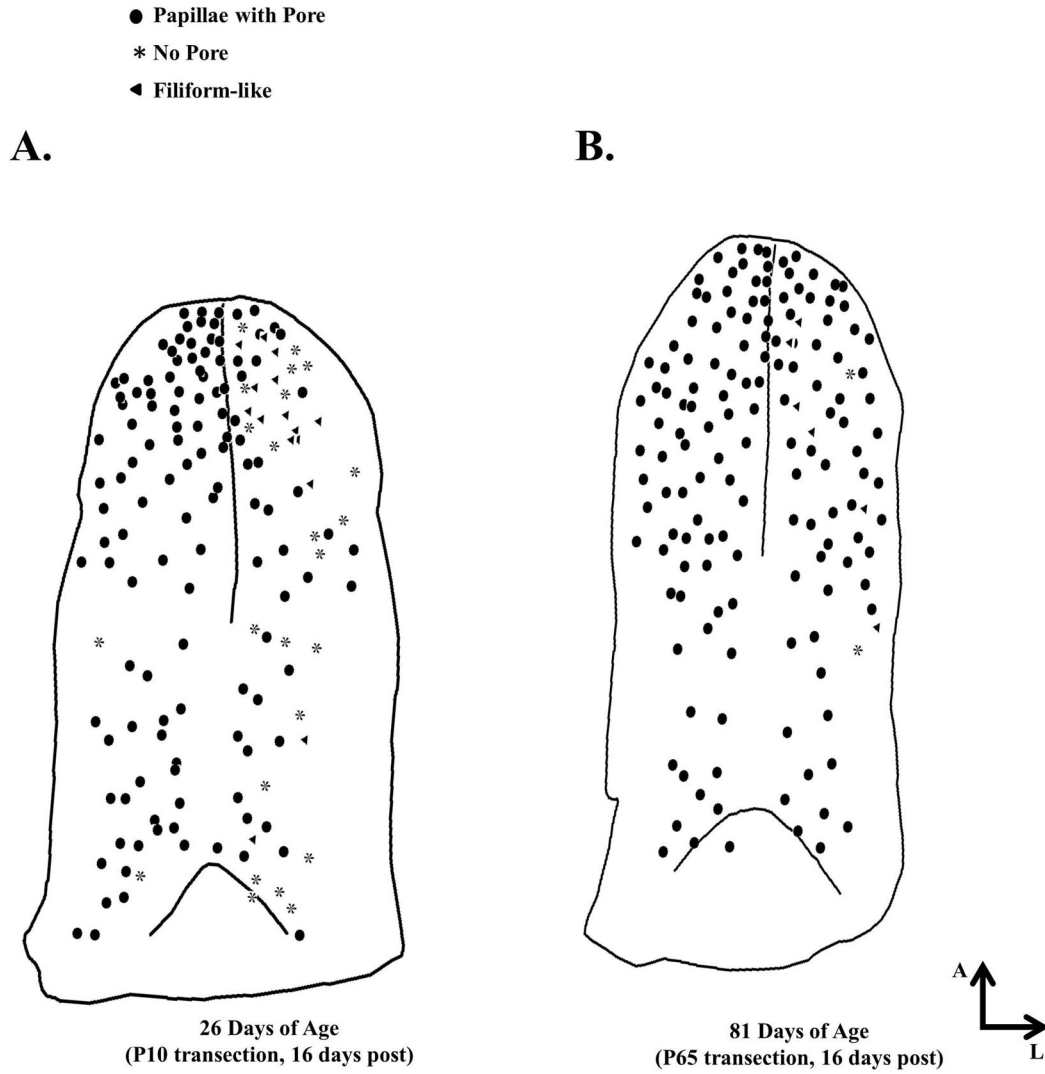 Papillae with Pore
* No Pore
Filiform-like
A.
B.
26 Days of Age
(P10 transection, 16 days post)
81 Days of Age
(P65 transection, 16 days post)
A
L